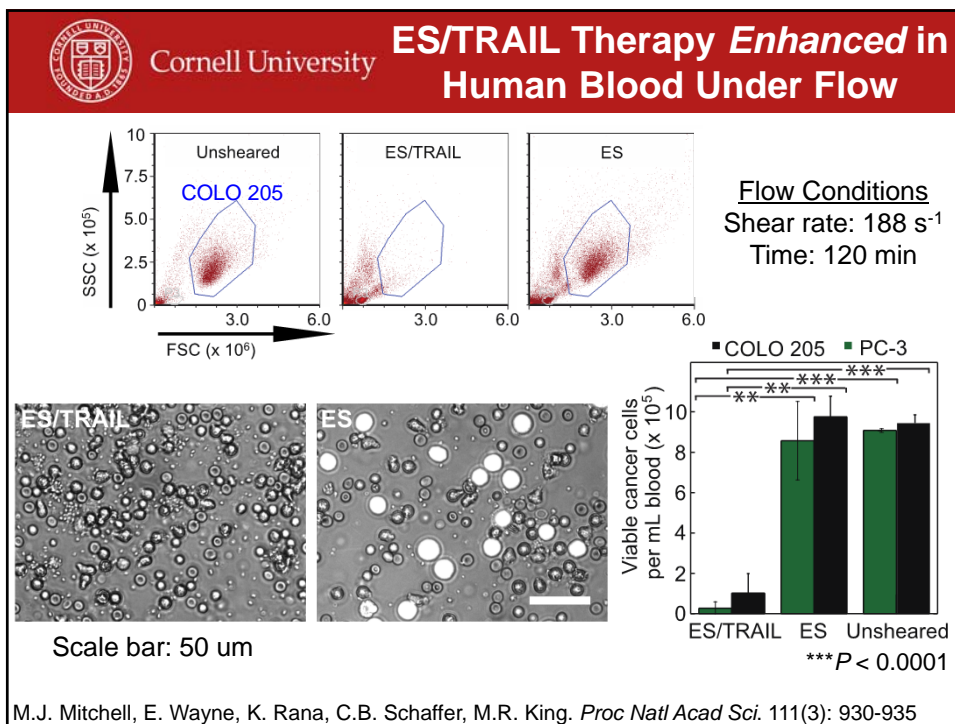 Cornell University
ES/TRAIL Therapy Enhanced in
Human Blood Under Flow
10
7.5
5.0
2.5
0
SSC (x 10⁵)
Unsheared
COLO 205
ES/TRAIL
ES
3.0 6.0
3.0 6.0
3.0 6.0
FSC (x 10⁶)
Flow Conditions
Shear rate: 188 s⁻¹
Time: 120 min
ES/TRAIL
ES
Scale bar: 50 um
COLO 205 PC-3
***
***
**
**
Viable cancer cells
per mL blood (x 10⁵)
10
8
6
4
2
0
ES/TRAIL ES Unsheared
***P < 0.0001
M.J. Mitchell, E. Wayne, K. Rana, C.B. Schaffer, M.R. King. Proc Natl Acad Sci. 111(3): 930-935